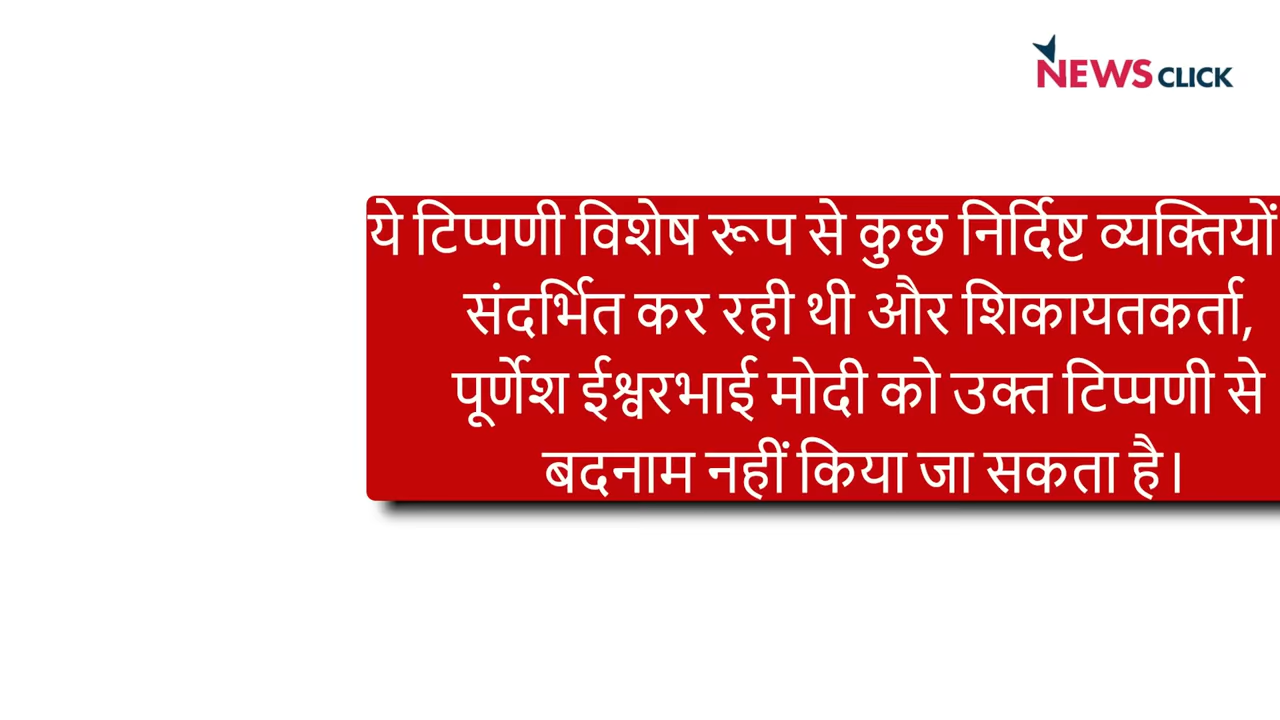 NEWS CLICK
ये टिप्पणी विशेष रूप से कुछ निर्दिष्ट व्यक्तियों
संदर्भित कर रही थी और शिकायतकर्ता,
पूर्णेश ईश्वरभाई मोदी को उक्त टिप्पणी से
बदनाम नहीं किया जा सकता है।